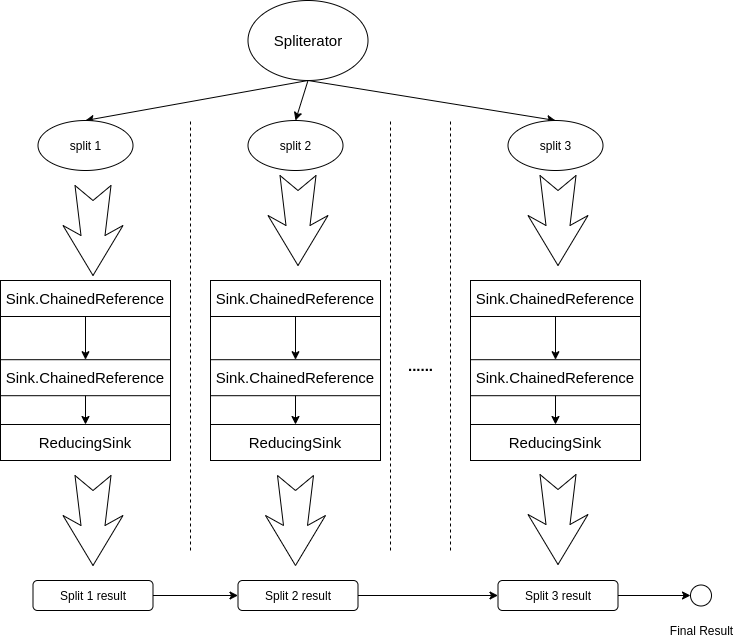 Spliterator
split 1
split 2
split 3
Sink.ChainedReference
Sink.ChainedReference
Sink.ChainedReference
Sink.ChainedReference
Sink.ChainedReference
......
Sink.ChainedReference
ReducingSink
ReducingSink
ReducingSink
Split 1 result
Split 2 result
Split 3 result
Final Result